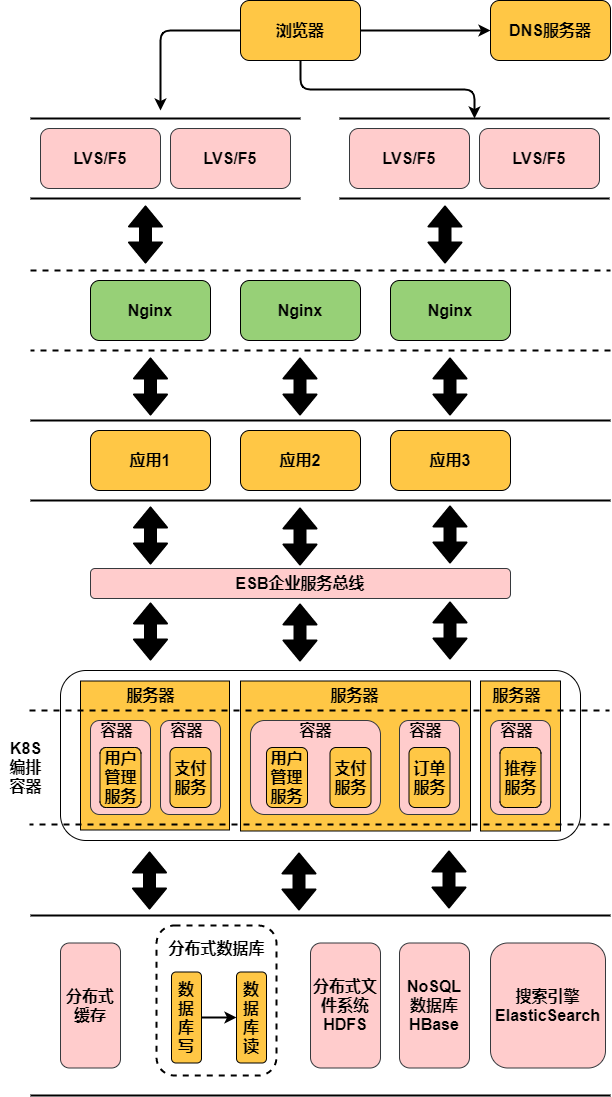 浏览器
DNS服务器
LVS/F5
LVS/F5
LVS/F5
LVS/F5
Nginx
Nginx
Nginx
应用1
应用2
应用3
ESB企业服务总线
K8S
编排
容器
服务器
容器
用户
管理
服务
容器
支付
服务
服务器
容器
用户
管理
服务
支付
服务
容器
订单
服务
服务器
容器
推荐
服务
分布式
缓存
分布式数据库
数
据
库
写
数
据
库
读
分布式文
件系统
HDFS
NoSQL
数据库
HBase
搜索引擎
ElasticSearch